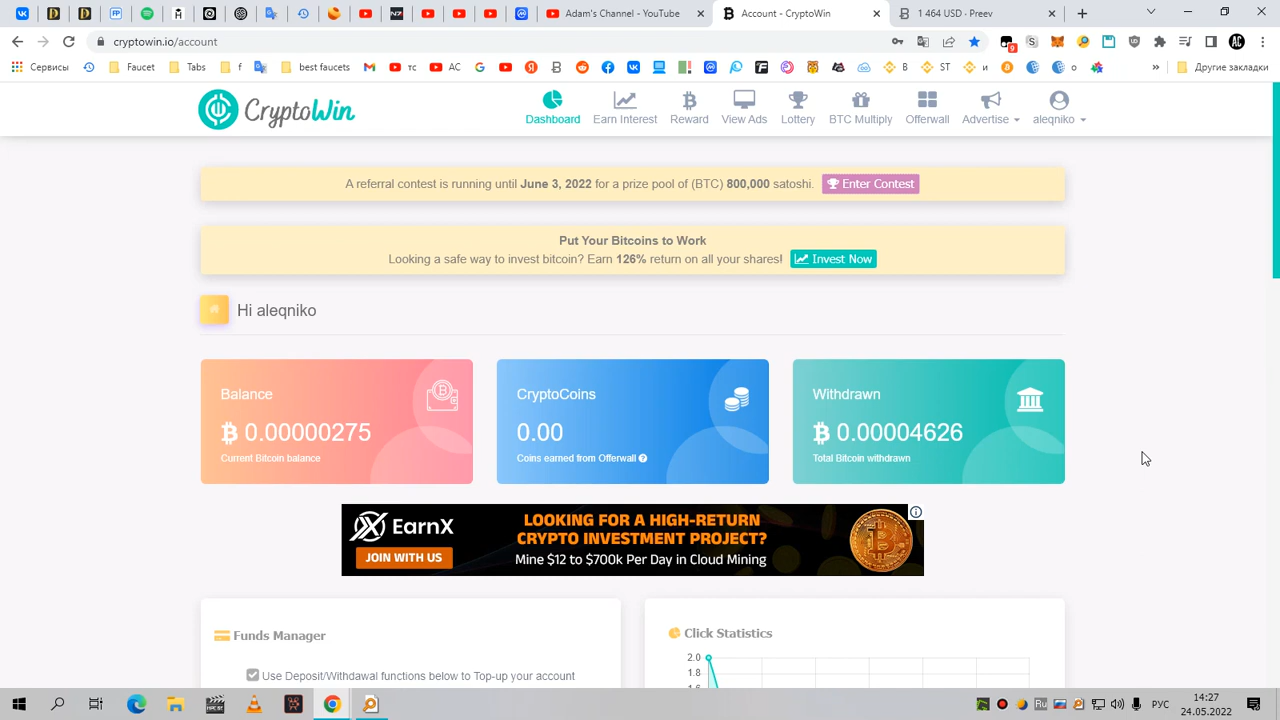 Adam's Channel - YouTube
Account - CryptoWin
1 464 USD - Freev
cryptowin.io/account
9
AC
Сервисы
Faucet
Tabs
f
best faucets
тс
AC
B
ST
и
о
Другие закладки
CryptoWin
Dashboard
Earn Interest
Reward
View Ads
Lottery
BTC Multiply
Offerwall
Advertise
aleqniko
A referral contest is running until June 3, 2022 for a prize pool of (BTC) 800,000 satoshi. Enter Contest
Put Your Bitcoins to Work
Looking a safe way to invest bitcoin? Earn 126% return on all your shares! Invest Now
Hi aleqniko
Balance
0.00000275
Current Bitcoin balance
CryptoCoins
0.00
Coins earned from Offerwall
Withdrawn
0.00004626
Total Bitcoin withdrawn
EarnX
JOIN WITH US
LOOKING FOR A HIGH-RETURN
CRYPTO INVESTMENT PROJECT?
Mine $12 to $700k Per Day in Cloud Mining
Funds Manager
Use Deposit/Withdawal functions below to Top-up your account
Click Statistics
2.0
1.8
Ru
РУС
14:27
24.05.2022